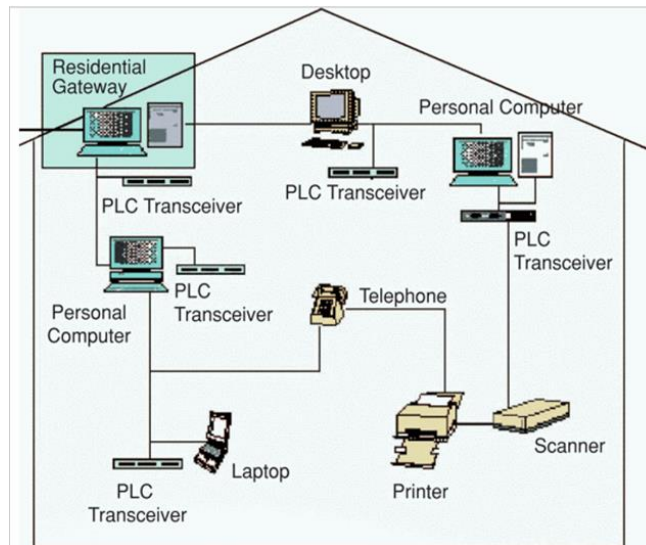 Residential
Gateway
Desktop
Personal Computer
PLC Transceiver
PLC Transceiver
PLC
Transceiver
PLC
Transceiver
Personal
Computer
Telephone
Laptop
Scanner
PLC
Transceiver
Printer